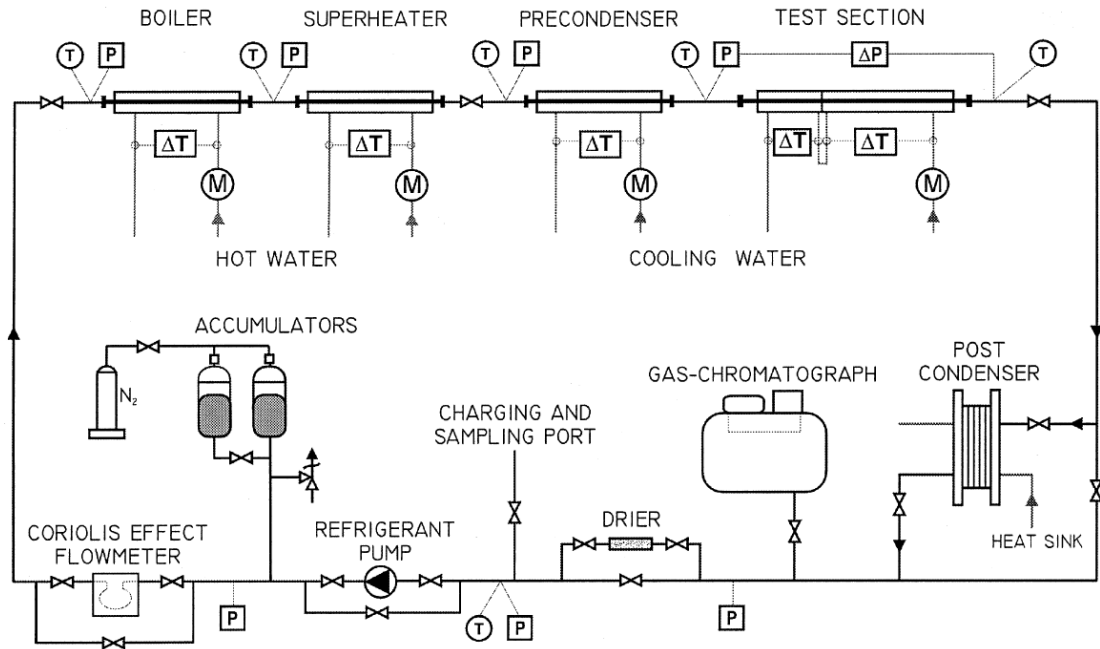 BOILER
SUPERHEATER
PRECONDENSER
TEST SECTION
T
P
T
P
T
P
T
P
ΔP
T
ΔT
ΔT
ΔT
ΔT
ΔT
M
M
M
M
HOT WATER
COOLING WATER
ACCUMULATORS
N₂
CHARGING AND
SAMPLING PORT
GAS-CHROMATOGRAPH
POST
CONDENSER
HEAT SINK
CORIOLIS EFFECT
FLOWMETER
REFRIGERANT
PUMP
DRIER
P
T
P
P